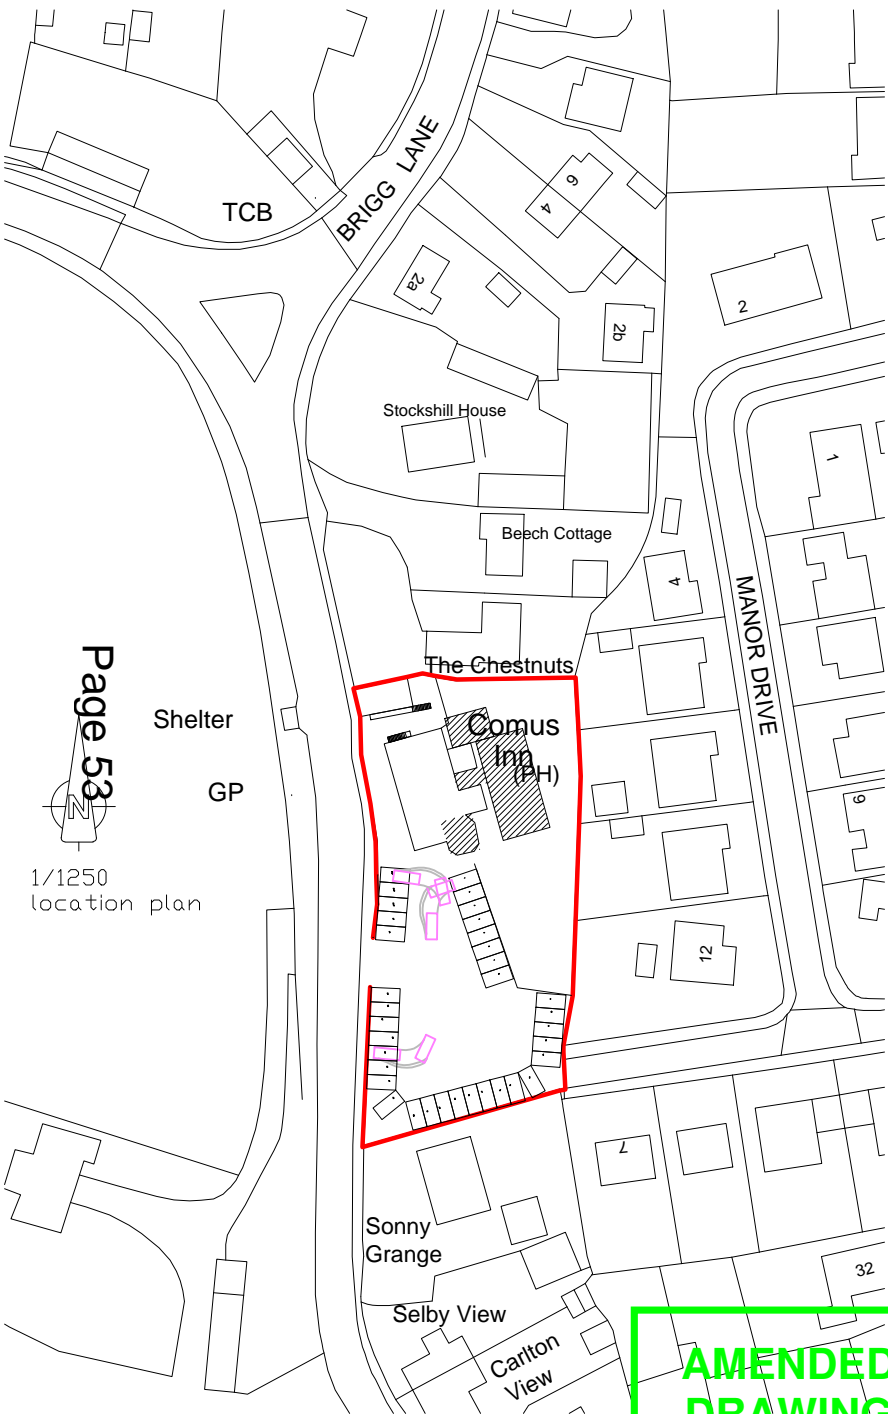 BRIGG LANE
TCB
6
4
2a
2
2b
Stockshill House
1
Beech Cottage
4
MANOR DRIVE
The Chestnuts
Page 53
Shelter
Comus
Inn
(PH)
GP
9
N
1/1250
location plan
12
7
Sonny
Grange
32
Selby View
Carlton
View
AMENDED
DRAWING